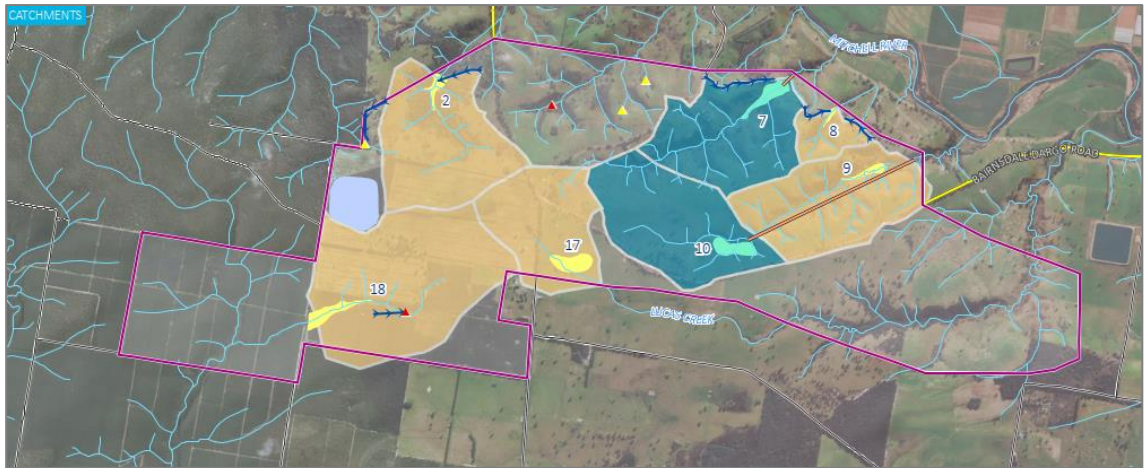 CATCHMENTS
MITCHELL RIVER
2
7
8
BAIRNSDALE DARGO ROAD
9
17
10
18
LUCAS CREEK